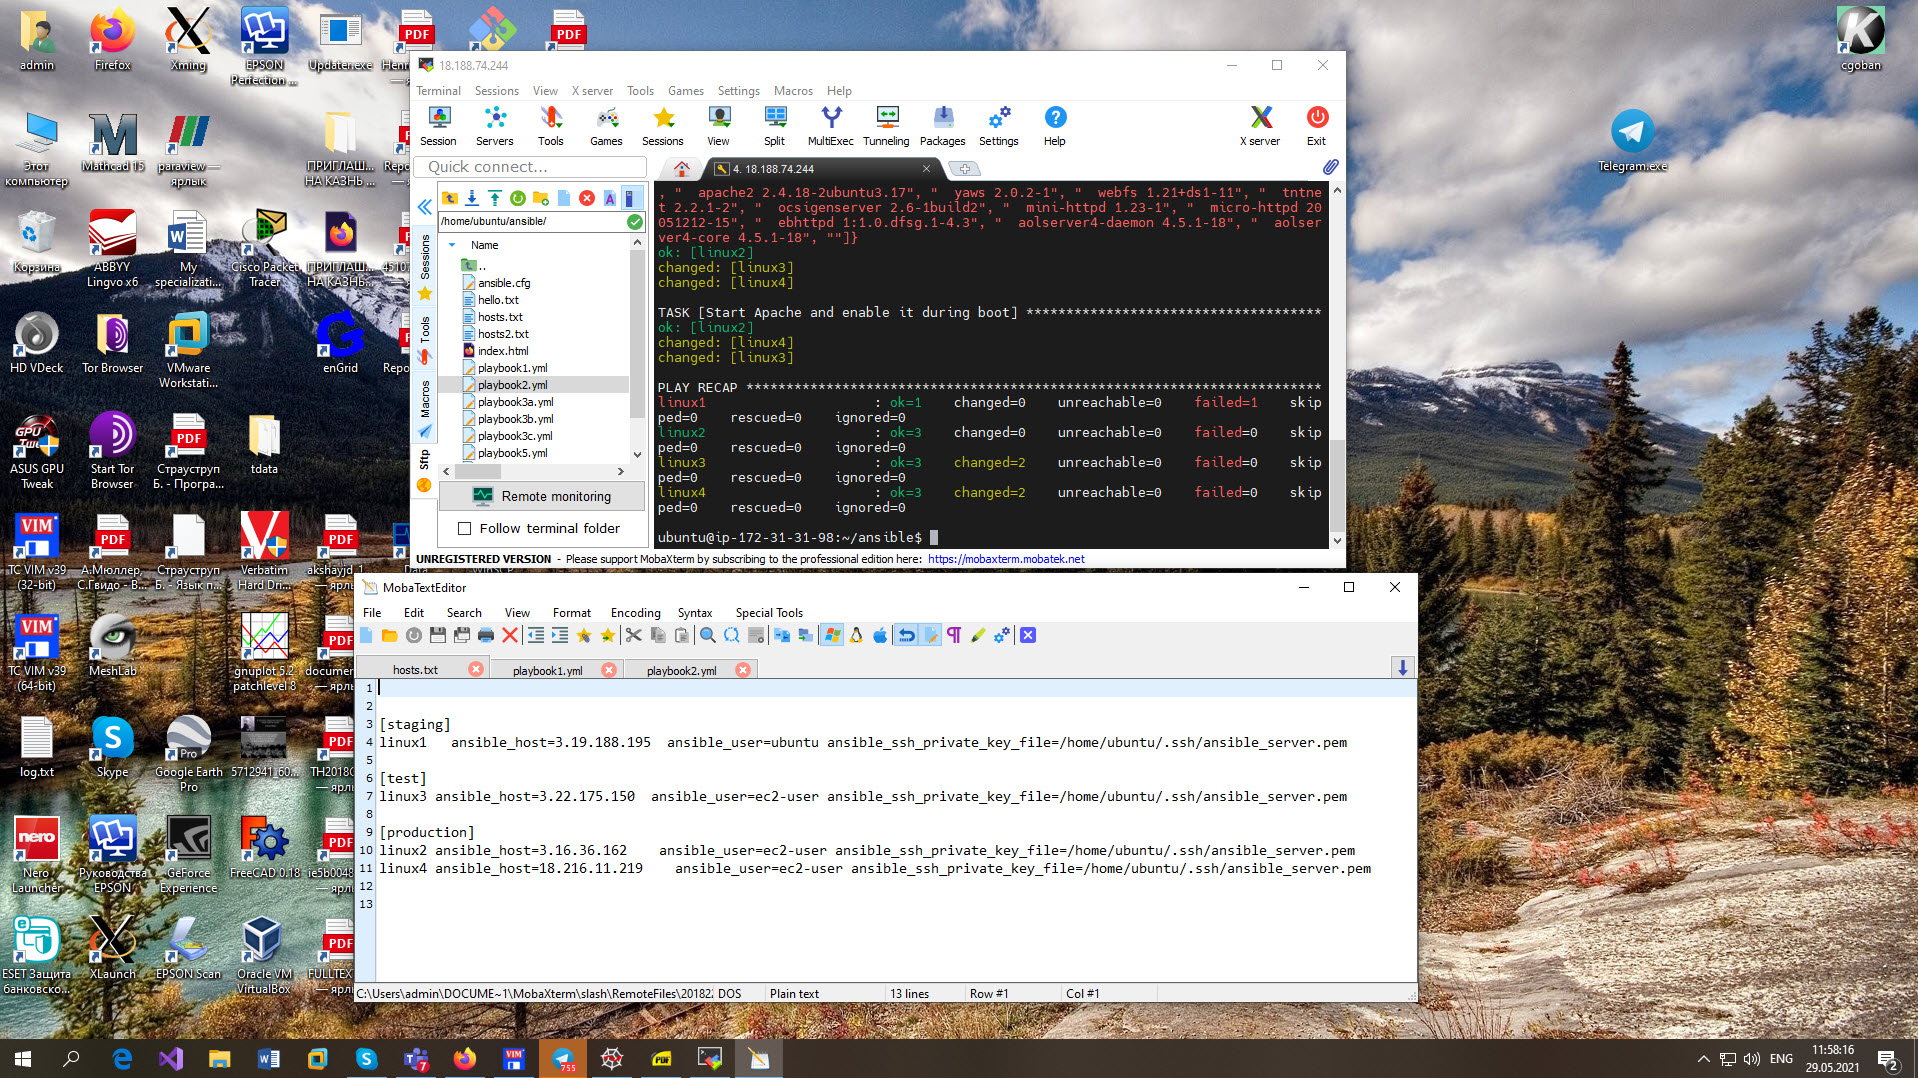 admin
Firefox
Xming
EPSON
Perfection ...
Updater.exe
PDF
PDF
cgoban
Telegram.exe
Этот
компьютер
Mathcad 15
paraview —
ярлык
ПРИГЛАШ...
НА КАЗНЬ ...
Корзина
ABBYY
Lingvo x6
My
specializati...
Cisco Packet
Tracer
ПРИГЛАШ...
НА КАЗНЬ...
HD VDeck
Tor Browser
VMware
Workstati...
enGrid
ASUS GPU
Tweak
Start Tor
Browser
Страуструп
Б. - Програ...
tdata
TC VIM v39
(32-bit)
А.Мюллер,
С.Гвидо - В...
Страуструп
Б. - Язык п...
Verbatim
Hard Dri...
akshayjd_1
— ярлык
TC VIM v39
(64-bit)
MeshLab
gnuplot 5.2
patchlevel 8
log.txt
Skype
Google Earth
Pro
5712941_60...
Nero
Launcher
Руководства
EPSON
GeForce
Experience
FreeCAD 0.18
ESET Защита
банковско...
XLaunch
EPSON Scan
Oracle VM
VirtualBox
18.188.74.244
Terminal Sessions View X server Tools Games Settings Macros Help
Session Servers Tools Games Sessions View Split MultiExec Tunneling Packages Settings Help X server Exit
Quick connect...
4. 18.188.74.244
/home/ubuntu/ansible/
Sessions
Tools
Macros
Sftp
Name
..
ansible.cfg
hello.txt
hosts.txt
hosts2.txt
index.html
playbook1.yml
playbook2.yml
playbook3a.yml
playbook3b.yml
playbook3c.yml
playbook5.yml
Remote monitoring
Follow terminal folder
, "  apache2 2.4.18-2ubuntu3.17", "  yaws 2.0.2-1", "  webfs 1.21+ds1-11", "  tntne
t 2.2.1-2", "  ocsigenserver 2.6-1build2", "  mini-httpd 1.23-1", "  micro-httpd 20
051212-15", "  ebhttpd 1:1.0.dfsg.1-4.3", "  aolserver4-daemon 4.5.1-18", "  aolser
ver4-core 4.5.1-18", ""]}
ok: [linux2]
changed: [linux3]
changed: [linux4]
TASK [Start Apache and enable it during boot] *************************************
ok: [linux2]
changed: [linux4]
changed: [linux3]
PLAY RECAP ************************************************************************
linux1 : ok=1 changed=0 unreachable=0 failed=1 skip
ped=0 rescued=0 ignored=0
linux2 : ok=3 changed=0 unreachable=0 failed=0 skip
ped=0 rescued=0 ignored=0
linux3 : ok=3 changed=2 unreachable=0 failed=0 skip
ped=0 rescued=0 ignored=0
linux4 : ok=3 changed=2 unreachable=0 failed=0 skip
ped=0 rescued=0 ignored=0
ubuntu@ip-172-31-31-98:~/ansible$
UNREGISTERED VERSION - Please support MobaXterm by subscribing to the professional edition here: https://mobaxterm.mobatek.net
MobaTextEditor
File Edit Search View Format Encoding Syntax Special Tools
hosts.txt playbook1.yml playbook2.yml
1
2
3 [staging]
4 linux1 ansible_host=3.19.188.195 ansible_user=ubuntu ansible_ssh_private_key_file=/home/ubuntu/.ssh/ansible_server.pem
5
6 [test]
7 linux3 ansible_host=3.22.175.150 ansible_user=ec2-user ansible_ssh_private_key_file=/home/ubuntu/.ssh/ansible_server.pem
8
9 [production]
10 linux2 ansible_host=3.16.36.162 ansible_user=ec2-user ansible_ssh_private_key_file=/home/ubuntu/.ssh/ansible_server.pem
11 linux4 ansible_host=18.216.11.219 ansible_user=ec2-user ansible_ssh_private_key_file=/home/ubuntu/.ssh/ansible_server.pem
12
13
C:\Users\admin\DOCUME~1\MobaXterm\slash\RemoteFiles\20182 DOS Plain text 13 lines Row #1 Col #1
ENG
11:58:16
29.05.2021